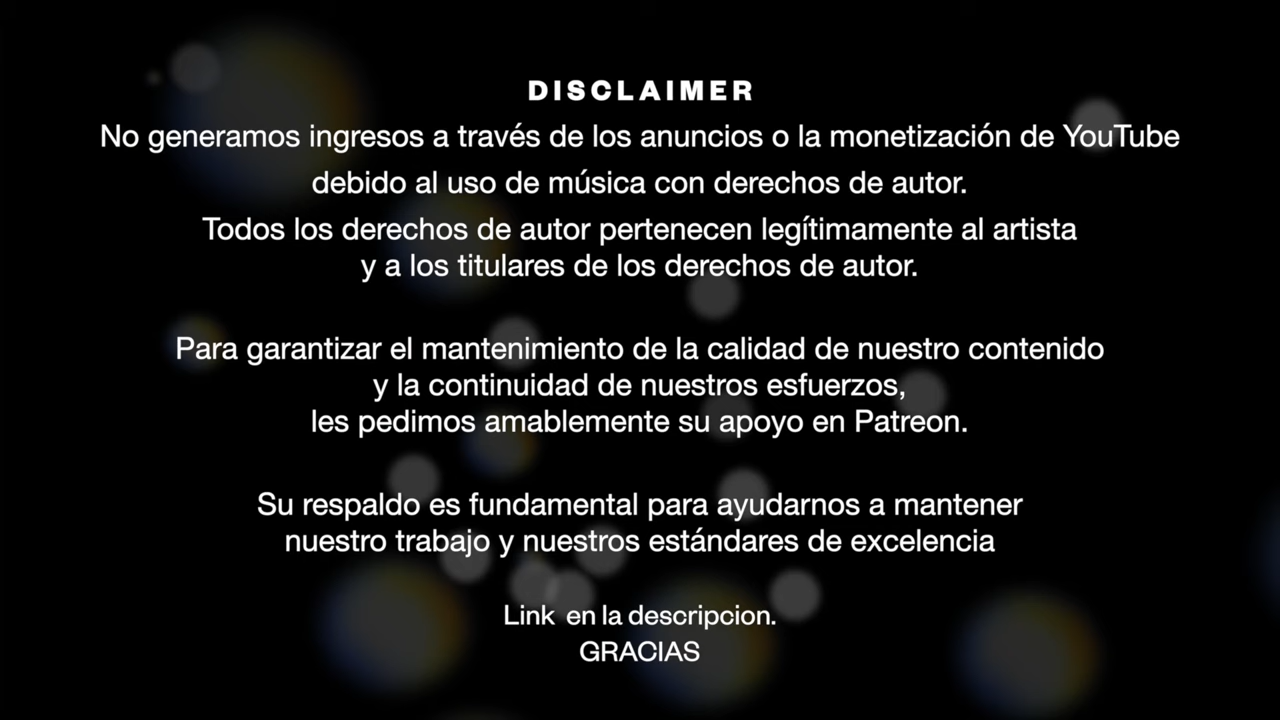 DISCLAIMER
No generamos ingresos a través de los anuncios o la monetización de YouTube
debido al uso de música con derechos de autor.
Todos los derechos de autor pertenecen legítimamente al artista
y a los titulares de los derechos de autor.
Para garantizar el mantenimiento de la calidad de nuestro contenido
y la continuidad de nuestros esfuerzos,
les pedimos amablemente su apoyo en Patreon.
Su respaldo es fundamental para ayudarnos a mantener
nuestro trabajo y nuestros estándares de excelencia
Link en la descripcion.
GRACIAS